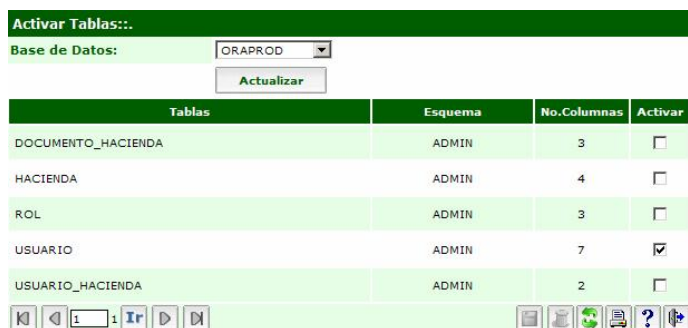 Activar Tablas::.
Base de Datos: ORAPROD
Actualizar
Tablas Esquema No.Columnas Activar
DOCUMENTO_HACIENDA ADMIN 3
HACIENDA ADMIN 4
ROL ADMIN 3
USUARIO ADMIN 7
USUARIO_HACIENDA ADMIN 2
1 1 Ir ?